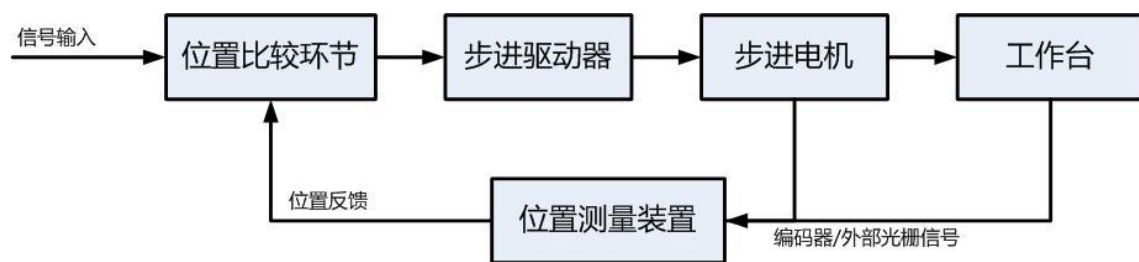 信号输入
位置比较环节
步进驱动器
步进电机
工作台
位置反馈
位置测量装置
编码器/外部光栅信号